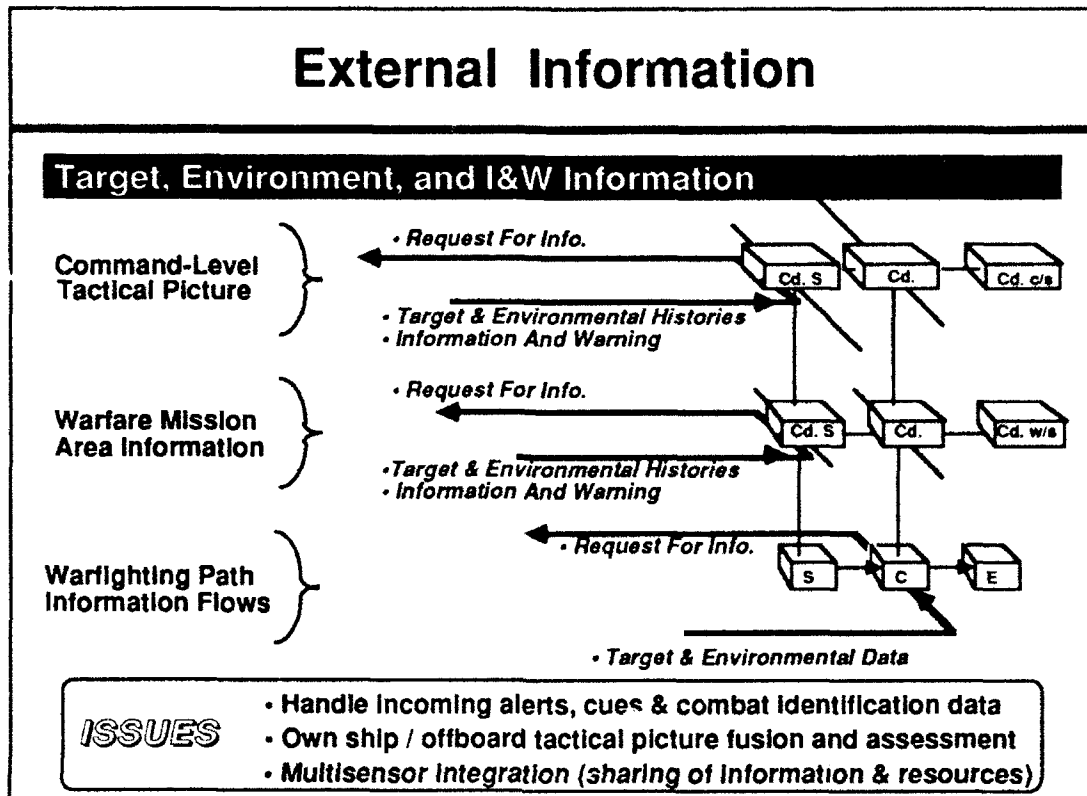 External Information
Target, Environment, and I&W Information
Command-Level
Tactical Picture
• Request For Info.
• Target & Environmental Histories
• Information And Warning
Cd. S
Cd.
Cd. c/s
Warfare Mission
Area Information
• Request For Info.
• Target & Environmental Histories
• Information And Warning
Cd. S
Cd.
Cd. w/s
Warfighting Path
Information Flows
• Request For Info.
S
C
E
• Target & Environmental Data
ISSUES
• Handle incoming alerts, cues & combat identification data
• Own ship / offboard tactical picture fusion and assessment
• Multisensor integration (sharing of information & resources)